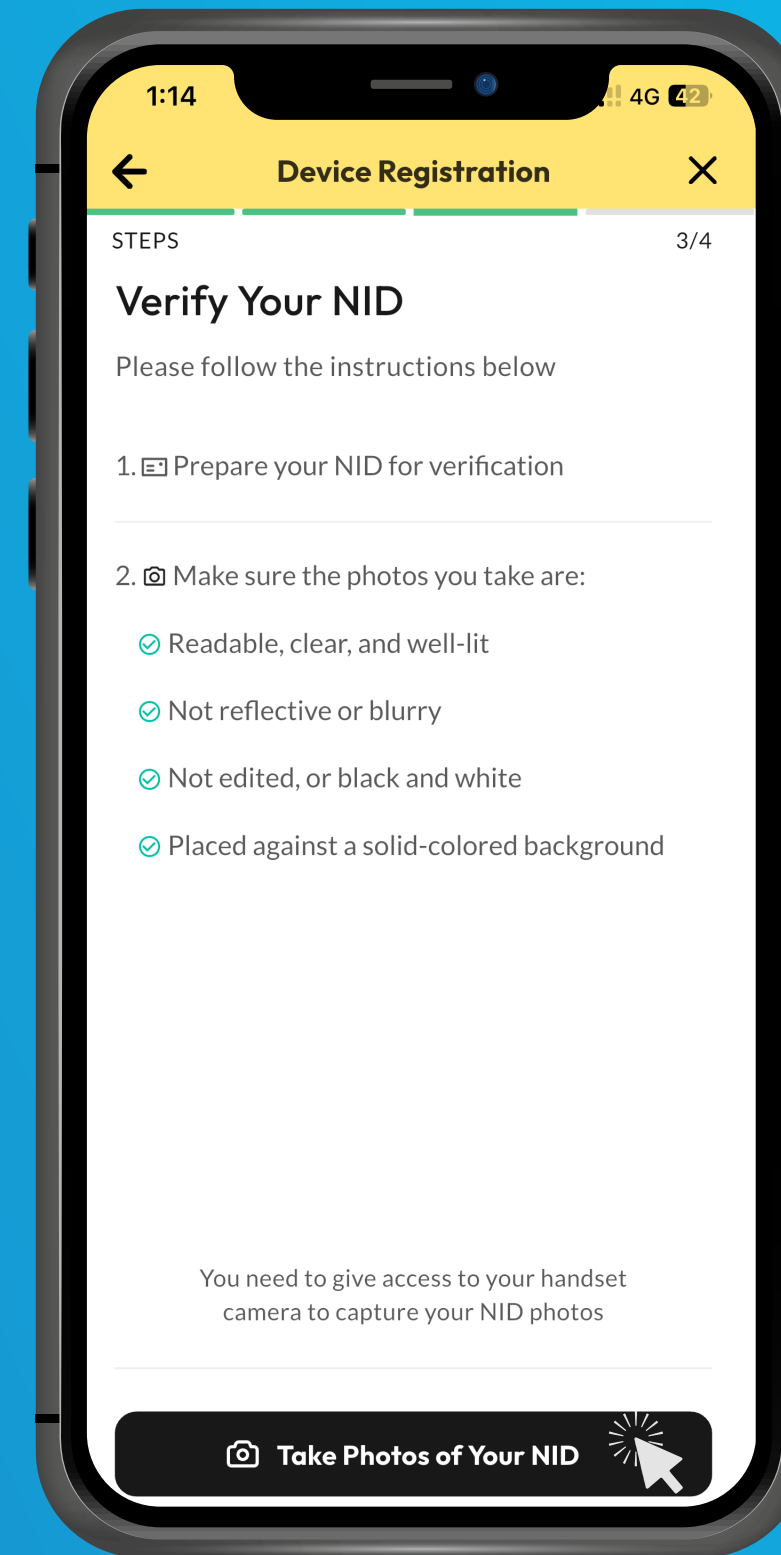 1:14
4G 42
Device Registration
STEPS 3/4
Verify Your NID
Please follow the instructions below
1. Prepare your NID for verification
2. Make sure the photos you take are:
Readable, clear, and well-lit
Not reflective or blurry
Not edited, or black and white
Placed against a solid-colored background
You need to give access to your handset
camera to capture your NID photos
Take Photos of Your NID